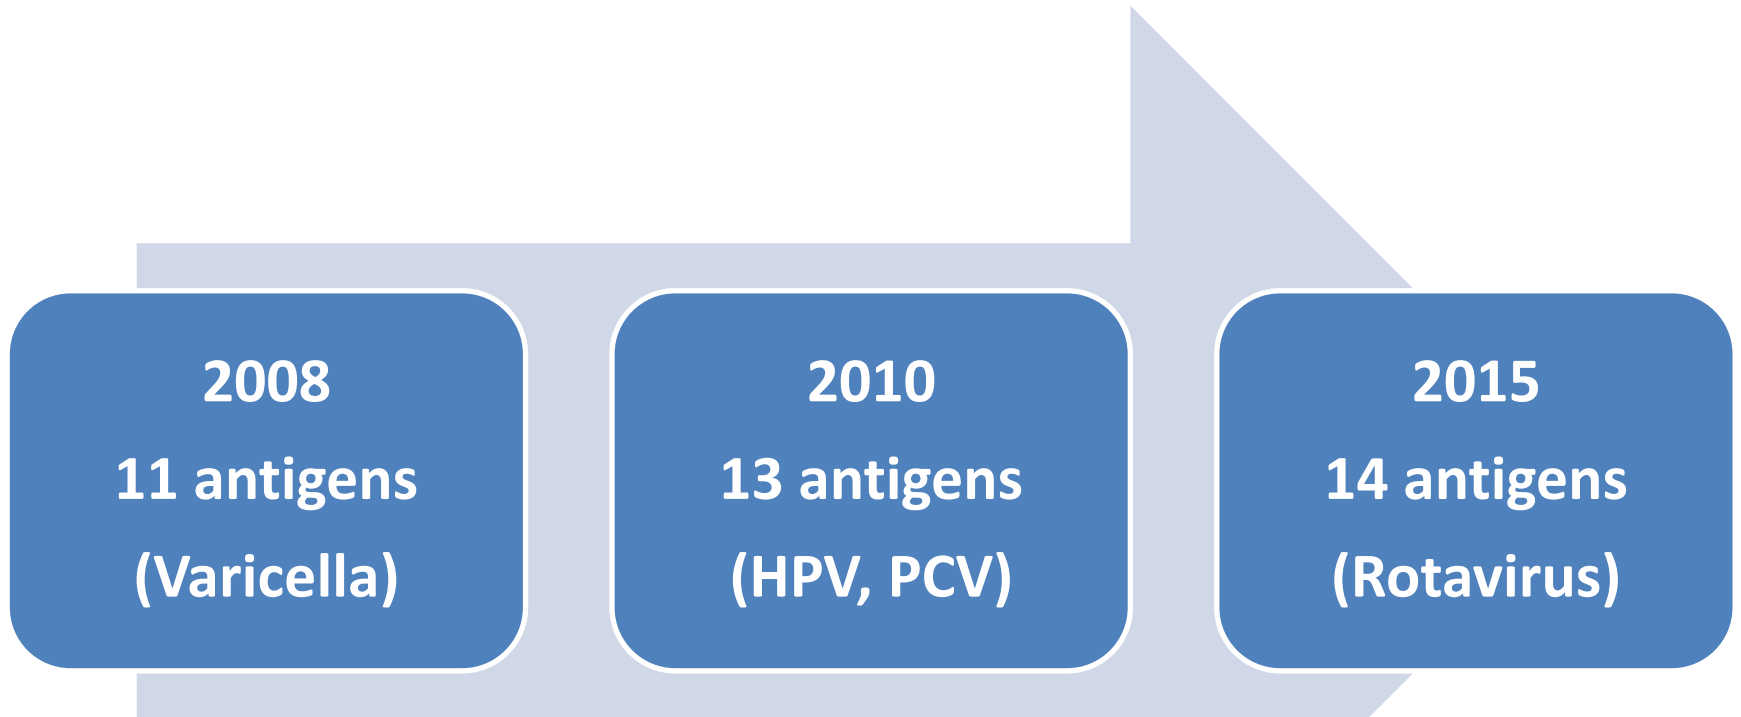 2008
11 antigens
(Varicella)
2010
13 antigens
(HPV, PCV)
2015
14 antigens
(Rotavirus)